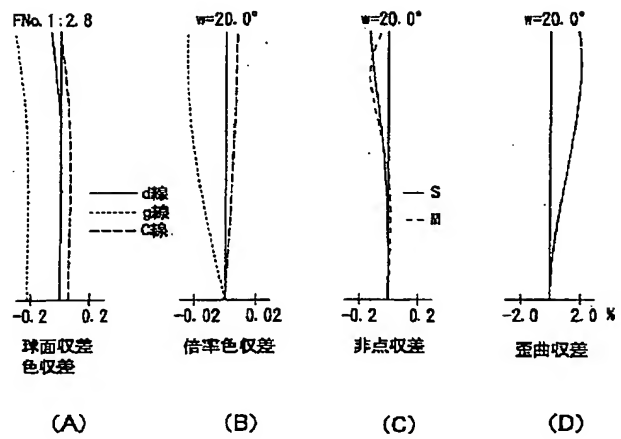 FNo. 1:2.8
w=20.0°
w=20.0°
w=20.0°
d線
g線
C線
S
M
-0.2 0.2
-0.02 0.02
-0.2 0.2
-2.0 2.0 %
球面収差
色収差
倍率色収差
非点収差
歪曲収差
(A)
(B)
(C)
(D)